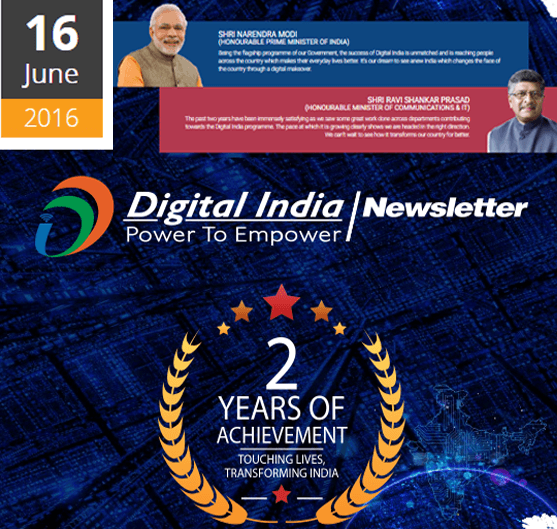 16
June
2016
SHRI NARENDRA MODI
(HONOURABLE PRIME MINISTER OF INDIA)
Being the flagship programme of our Government, the success of Digital India is unmatched and is reaching people
across the country which makes their everyday lives better. It's our dream to see anew India which changes the face of
the country through a digital makeover.
SHRI RAVI SHANKAR PRASAD
(HONOURABLE MINISTER OF COMMUNICATIONS & IT)
The past two years have been immensely satisfying as we saw some great work done across departments contributing
towards the Digital India programme. The pace at which it is growing clearly shows we are headed in the right direction.
We can't wait to see how it transforms our country for better.
Digital India
Power To Empower
Newsletter
2
YEARS OF
ACHIEVEMENT
TOUCHING LIVES,
TRANSFORMING INDIA